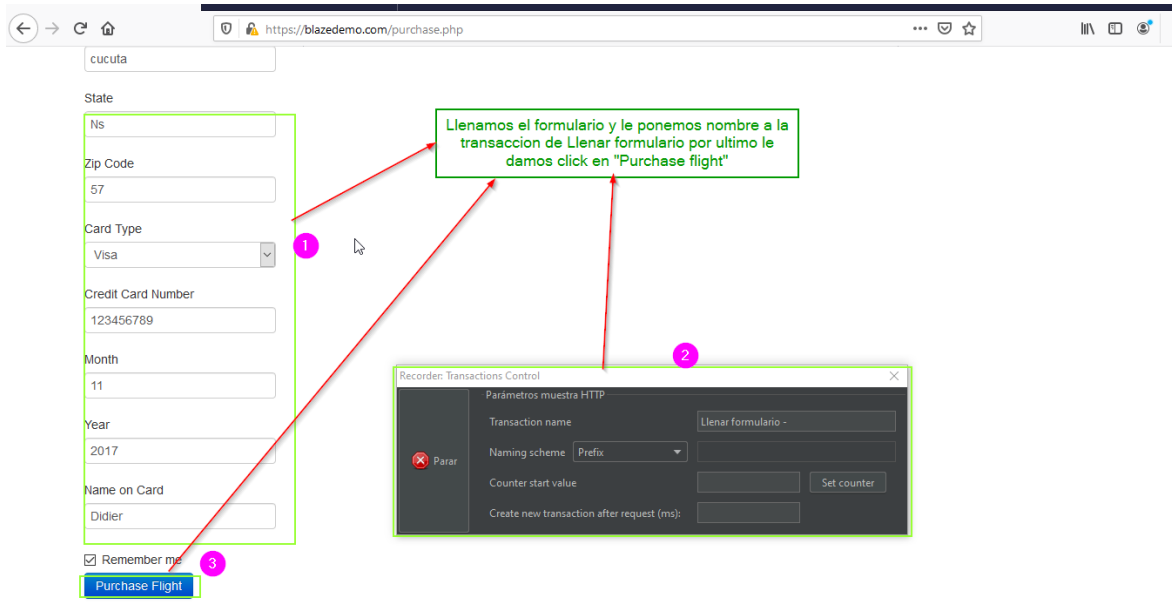 https://blazedemo.com/purchase.php
cucuta
State
Ns
Llenamos el formulario y le ponemos nombre a la
transaccion de Llenar formulario por ultimo le
damos click en "Purchase flight"
Zip Code
57
Card Type
Visa
1
Credit Card Number
123456789
Month
11
Year
2017
Name on Card
Didier
Remember me
3
Purchase Flight
2
Recorder: Transactions Control
Parámetros muestra HTTP
Transaction name
Llenar formulario -
Parar
Naming scheme
Prefix
Counter start value
Set counter
Create new transaction after request (ms):